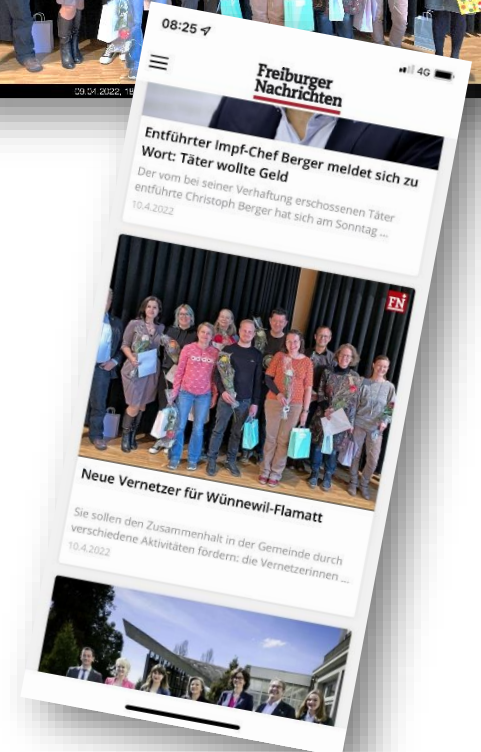 09.04.2022, 18
08:25
4G
Freiburger
Nachrichten
Entführter Impf-Chef Berger meldet sich zu
Wort: Täter wollte Geld
Der vom bei seiner Verhaftung erschossenen Täter
entführte Christoph Berger hat sich am Sonntag ...
10.4.2022
FN
adidas
Neue Vernetzer für Wünnewil-Flamatt
Sie sollen den Zusammenhalt in der Gemeinde durch
verschiedene Aktivitäten fördern: die Vernetzerinnen ...
10.4.2022